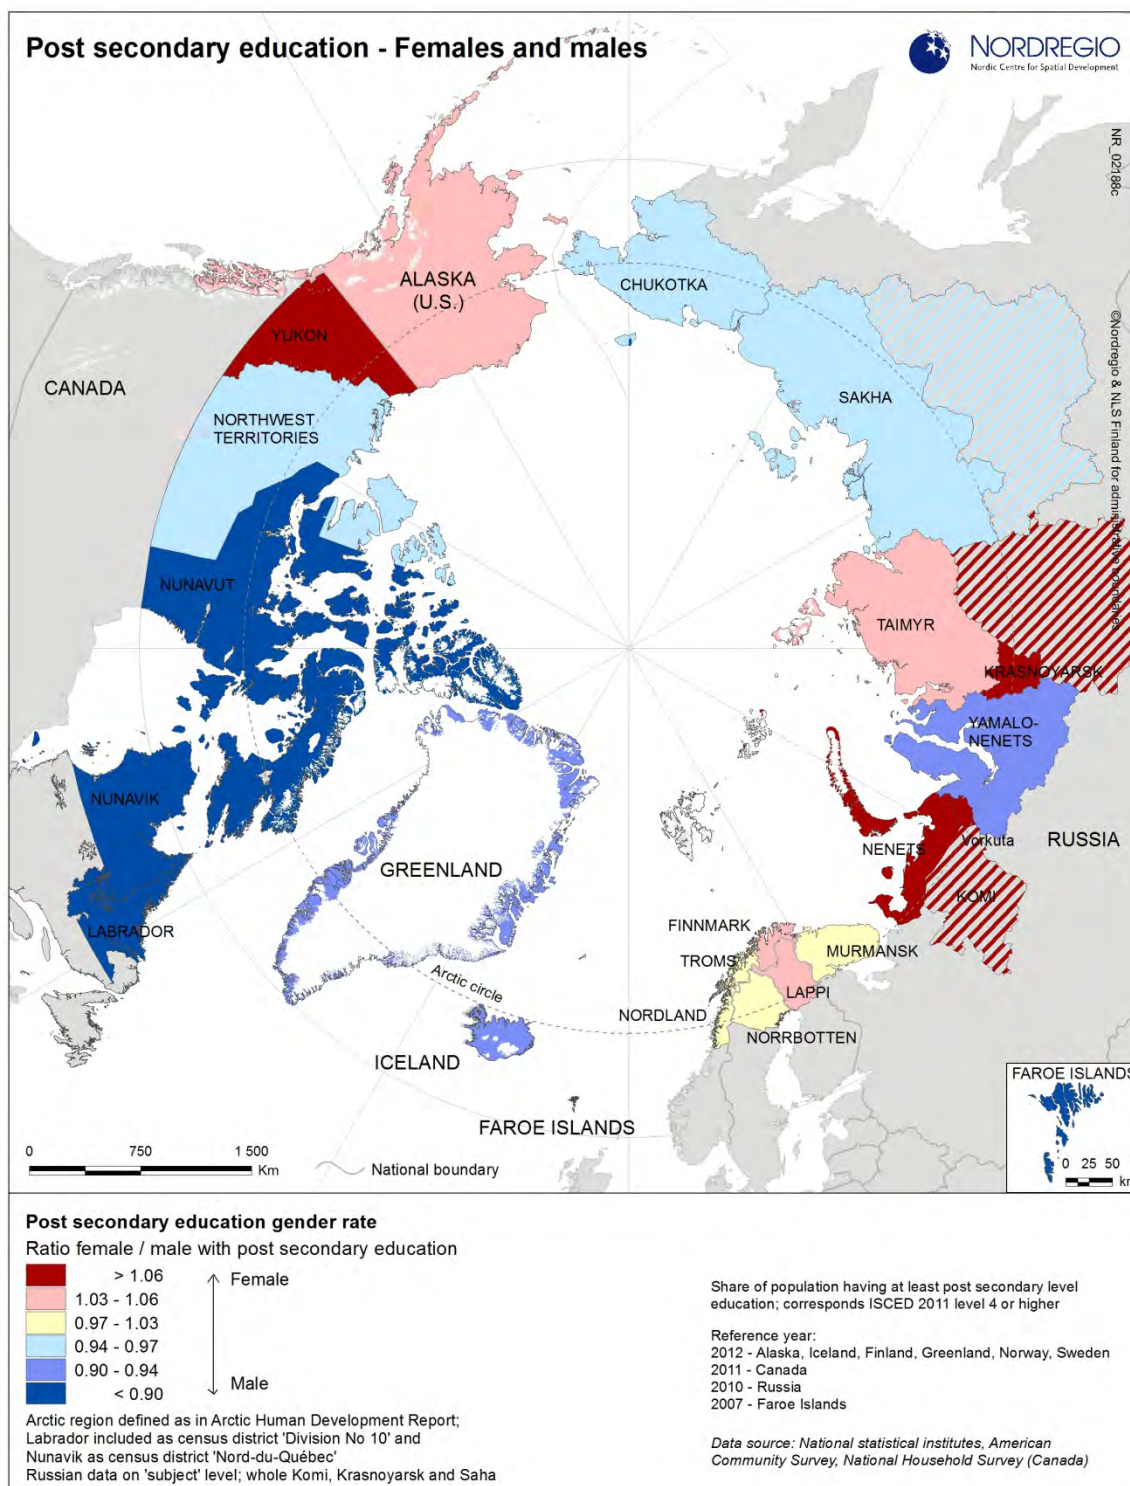 Post secondary education - Females and males
NORDREGIO
Nordic Centre for Spatial Development
NR_02188c
©Nordregio & NLS Finland for administrative boundaries
ALASKA
(U.S.)
CHUKOTKA
YUKON
CANADA
SAKHA
NORTHWEST
TERRITORIES
NUNAVUT
TAIMYR
KRASNOYARSK
YAMALO-
NENETS
NUNAVIK
Vorkuta
RUSSIA
NENETS
GREENLAND
KOMI
LABRADOR
FINNMARK
MURMANSK
TROMS
Arctic circle
LAPPI
NORDLAND
NORRBOTTEN
ICELAND
FAROE ISLANDS
FAROE ISLANDS
0 750 1 500
Km
National boundary
0 25 50
km
Post secondary education gender rate
Ratio female / male with post secondary education
> 1.06
1.03 - 1.06
0.97 - 1.03
0.94 - 0.97
0.90 - 0.94
< 0.90
Female
Male
Arctic region defined as in Arctic Human Development Report;
Labrador included as census district 'Division No 10' and
Nunavik as census district 'Nord-du-Québec'
Russian data on 'subject' level; whole Komi, Krasnoyarsk and Saha
Share of population having at least post secondary level
education; corresponds ISCED 2011 level 4 or higher
Reference year:
2012 - Alaska, Iceland, Finland, Greenland, Norway, Sweden
2011 - Canada
2010 - Russia
2007 - Faroe Islands
Data source: National statistical institutes, American
Community Survey, National Household Survey (Canada)